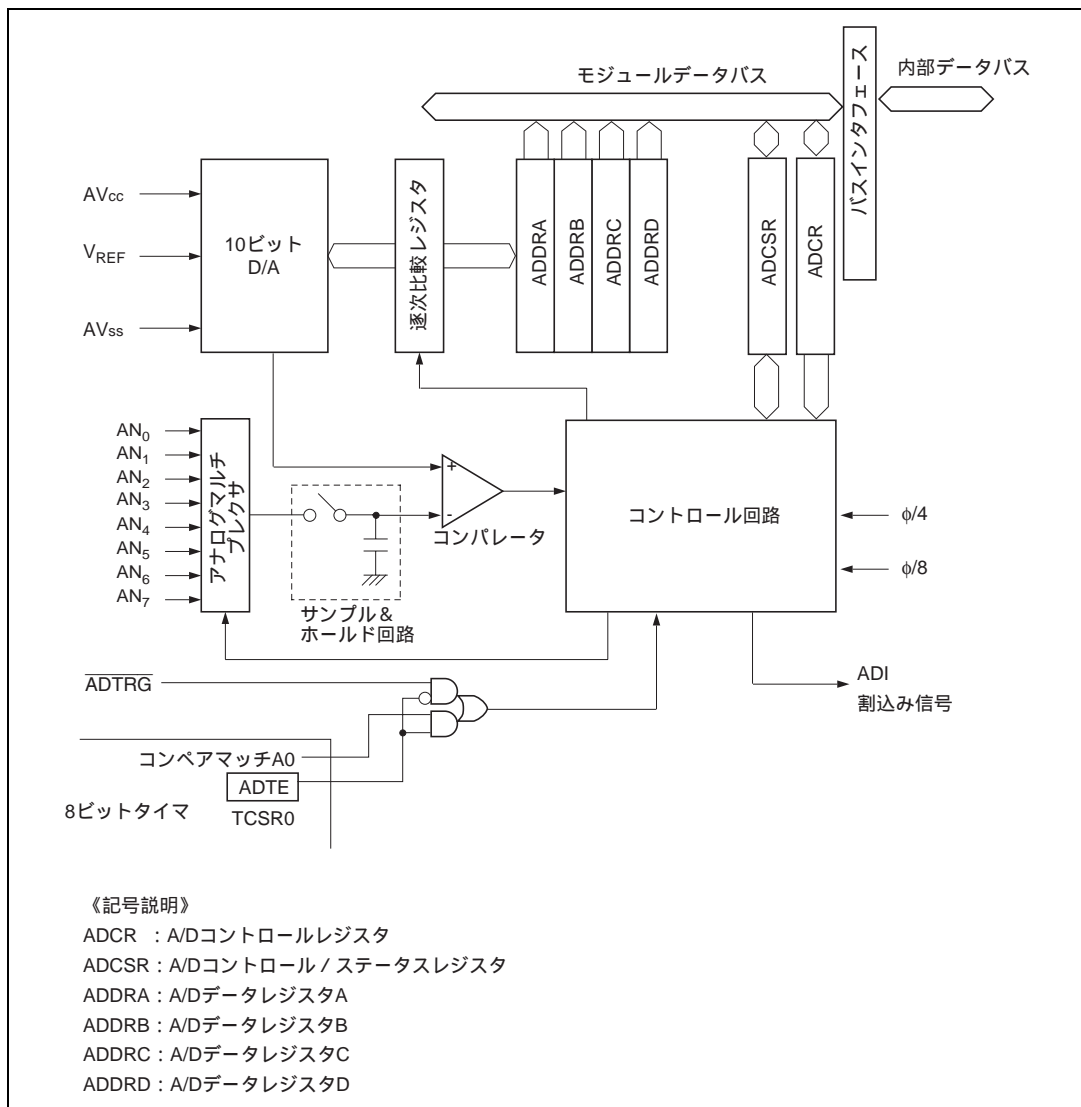 モジュールデータバス
内部データバス
バスインタフェース
AVcc
VREF
AVss
10ビット
D/A
逐次比較レジスタ
ADDRA
ADDRB
ADDRC
ADDRD
ADCSR
ADCR
AN0
AN1
AN2
AN3
AN4
AN5
AN6
AN7
アナログマルチ
プレクサ
+
-
コンパレータ
サンプル&
ホールド回路
コントロール回路
φ/4
φ/8
ADTRG
ADI
割込み信号
コンペアマッチA0
ADTE
TCSR0
8ビットタイマ
《記号説明》
ADCR :A/Dコントロールレジスタ
ADCSR:A/Dコントロール / ステータスレジスタ
ADDRA:A/DデータレジスタA
ADDRB:A/DデータレジスタB
ADDRC:A/DデータレジスタC
ADDRD:A/DデータレジスタD